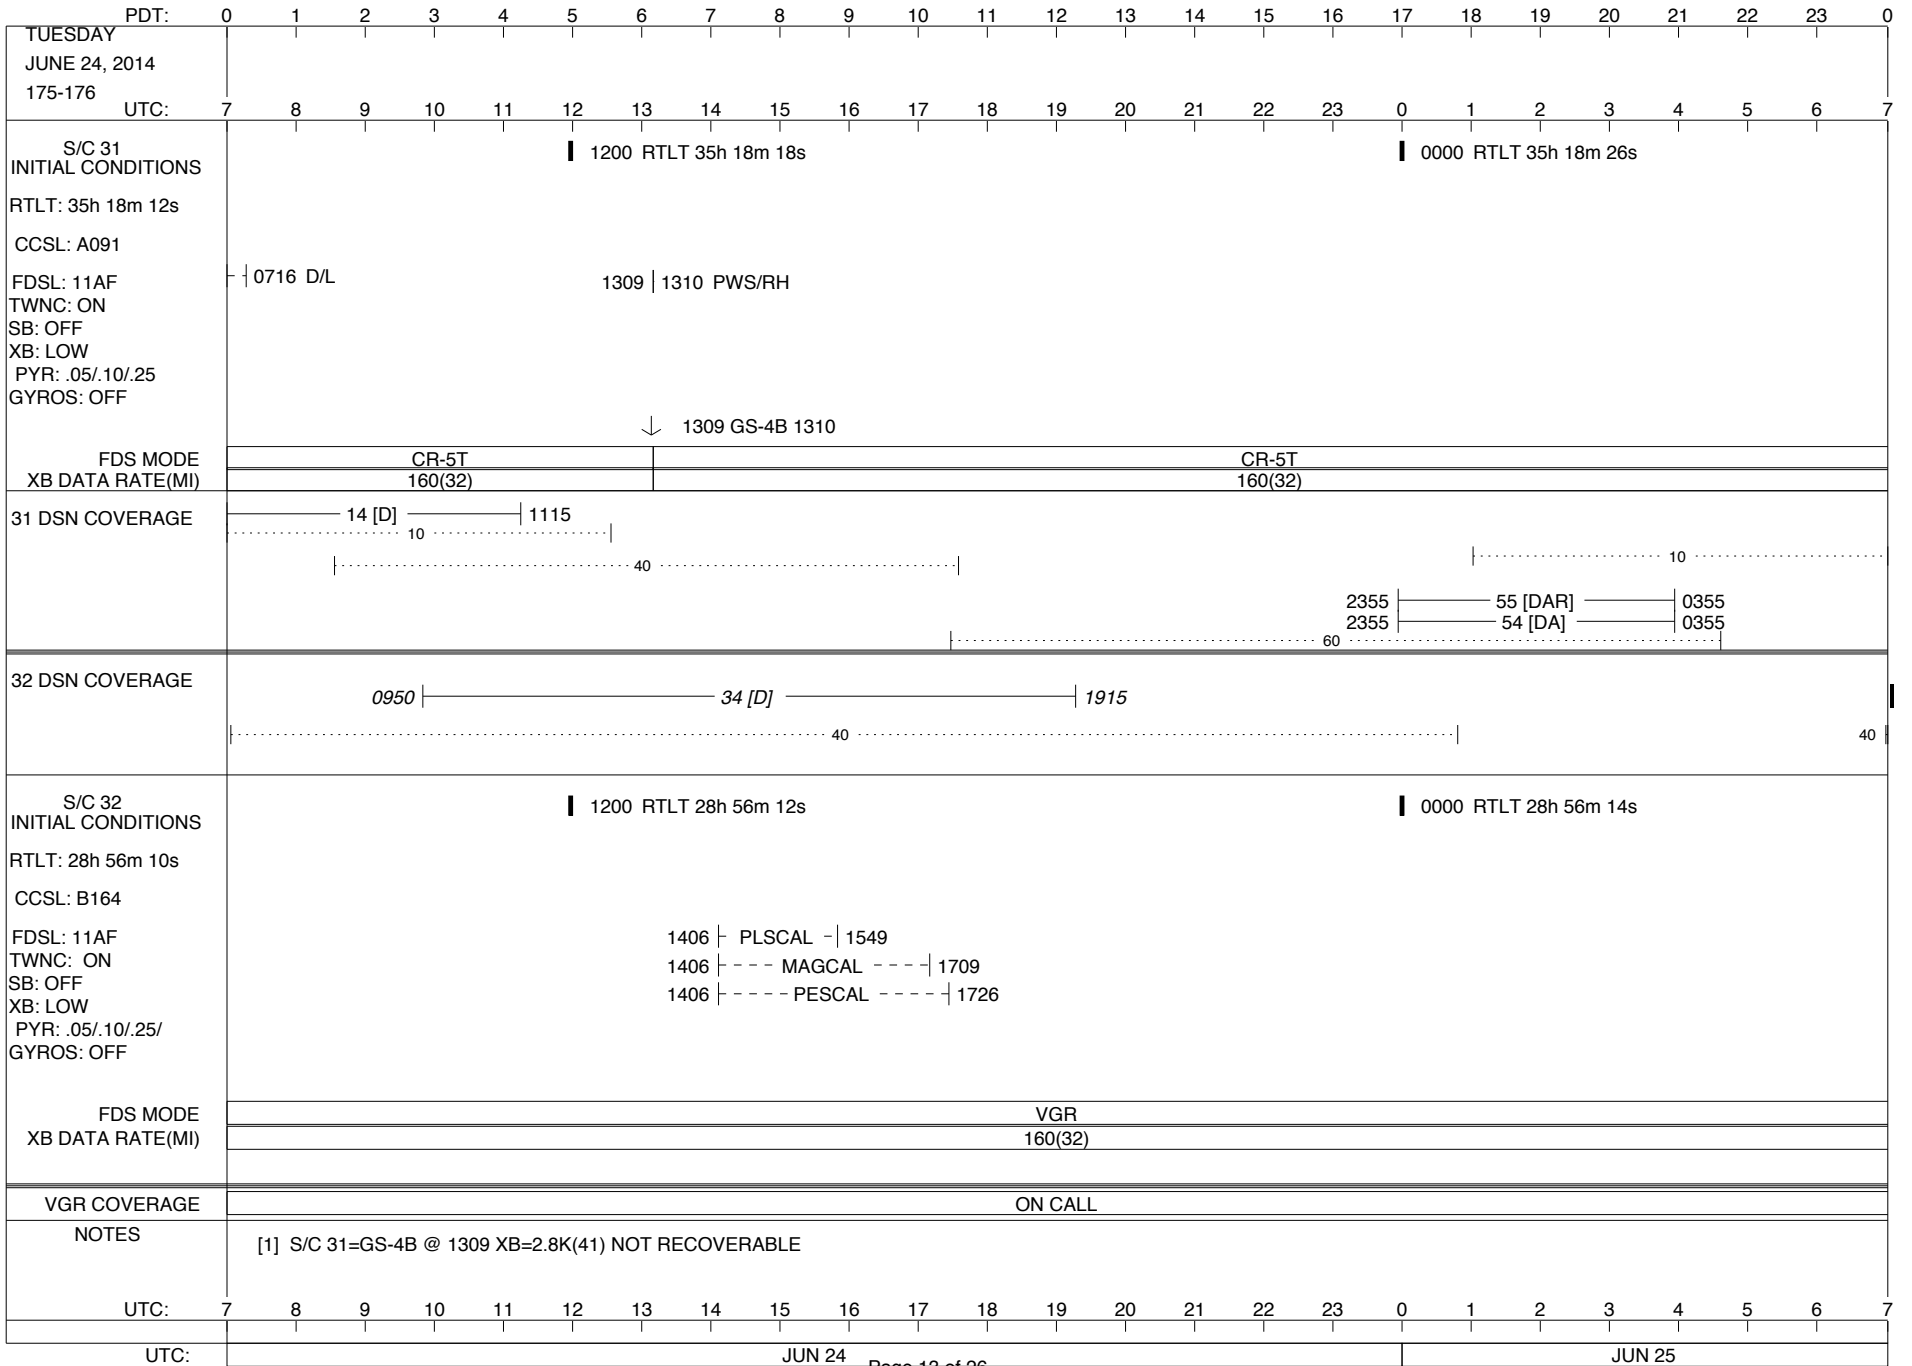 PDT: 0 1 2 3 4 5 6 7 8 9 10 11 12 13 14 15 16 17 18 19 20 21 22 23 0
TUESDAY
JUNE 24, 2014
175-176
UTC: 7 8 9 10 11 12 13 14 15 16 17 18 19 20 21 22 23 0 1 2 3 4 5 6 7
S/C 31
INITIAL CONDITIONS
1200 RTLT 35h 18m 18s
0000 RTLT 35h 18m 26s
RTLT: 35h 18m 12s
CCSL: A091
FDSL: 11AF
0716 D/L
1309 1310 PWS/RH
TWNC: ON
SB: OFF
XB: LOW
PYR: .05/.10/.25
GYROS: OFF
1309 GS-4B 1310
FDS MODE CR-5T CR-5T
XB DATA RATE(MI) 160(32) 160(32)
31 DSN COVERAGE 14 [D] 1115
10
40
10
2355 55 [DAR] 0355
2355 54 [DA] 0355
60
32 DSN COVERAGE
0950 34 [D] 1915
40 40
S/C 32
INITIAL CONDITIONS
1200 RTLT 28h 56m 12s
0000 RTLT 28h 56m 14s
RTLT: 28h 56m 10s
CCSL: B164
FDSL: 11AF
1406 PLSCAL 1549
TWNC: ON
1406 MAGCAL 1709
SB: OFF
1406 PESCAL 1726
XB: LOW
PYR: .05/.10/.25/
GYROS: OFF
FDS MODE VGR
XB DATA RATE(MI) 160(32)
VGR COVERAGE ON CALL
NOTES
[1] S/C 31=GS-4B @ 1309 XB=2.8K(41) NOT RECOVERABLE
UTC: 7 8 9 10 11 12 13 14 15 16 17 18 19 20 21 22 23 0 1 2 3 4 5 6 7
UTC: JUN 24 JUN 25